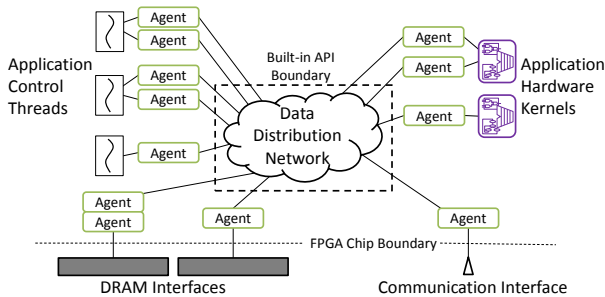 Agent
Agent
Agent
Agent
Agent
Application
Control
Threads
Built-in API
Boundary
Data
Distribution
Network
Agent
Agent
Agent
Application
Hardware
Kernels
Agent
Agent
Agent
Agent
FPGA Chip Boundary
DRAM Interfaces
Communication Interface